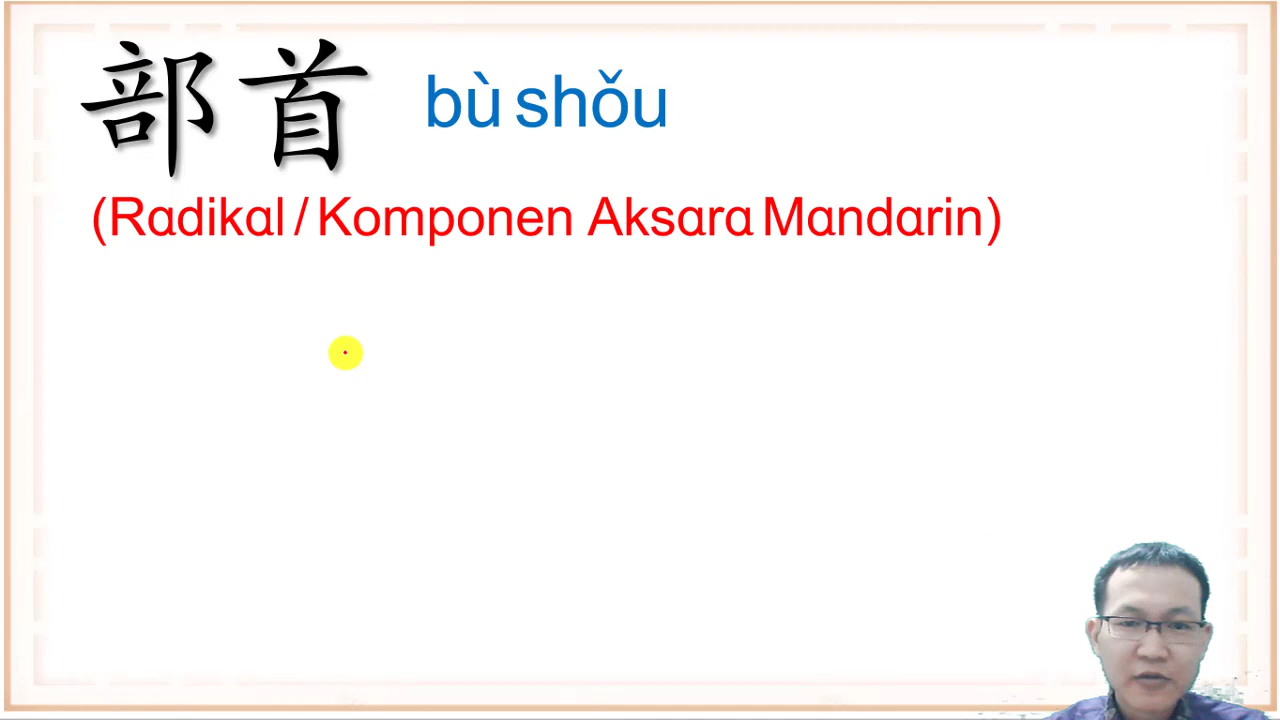 部首 bù shǒu
(Radikal / Komponen Aksara Mandarin)